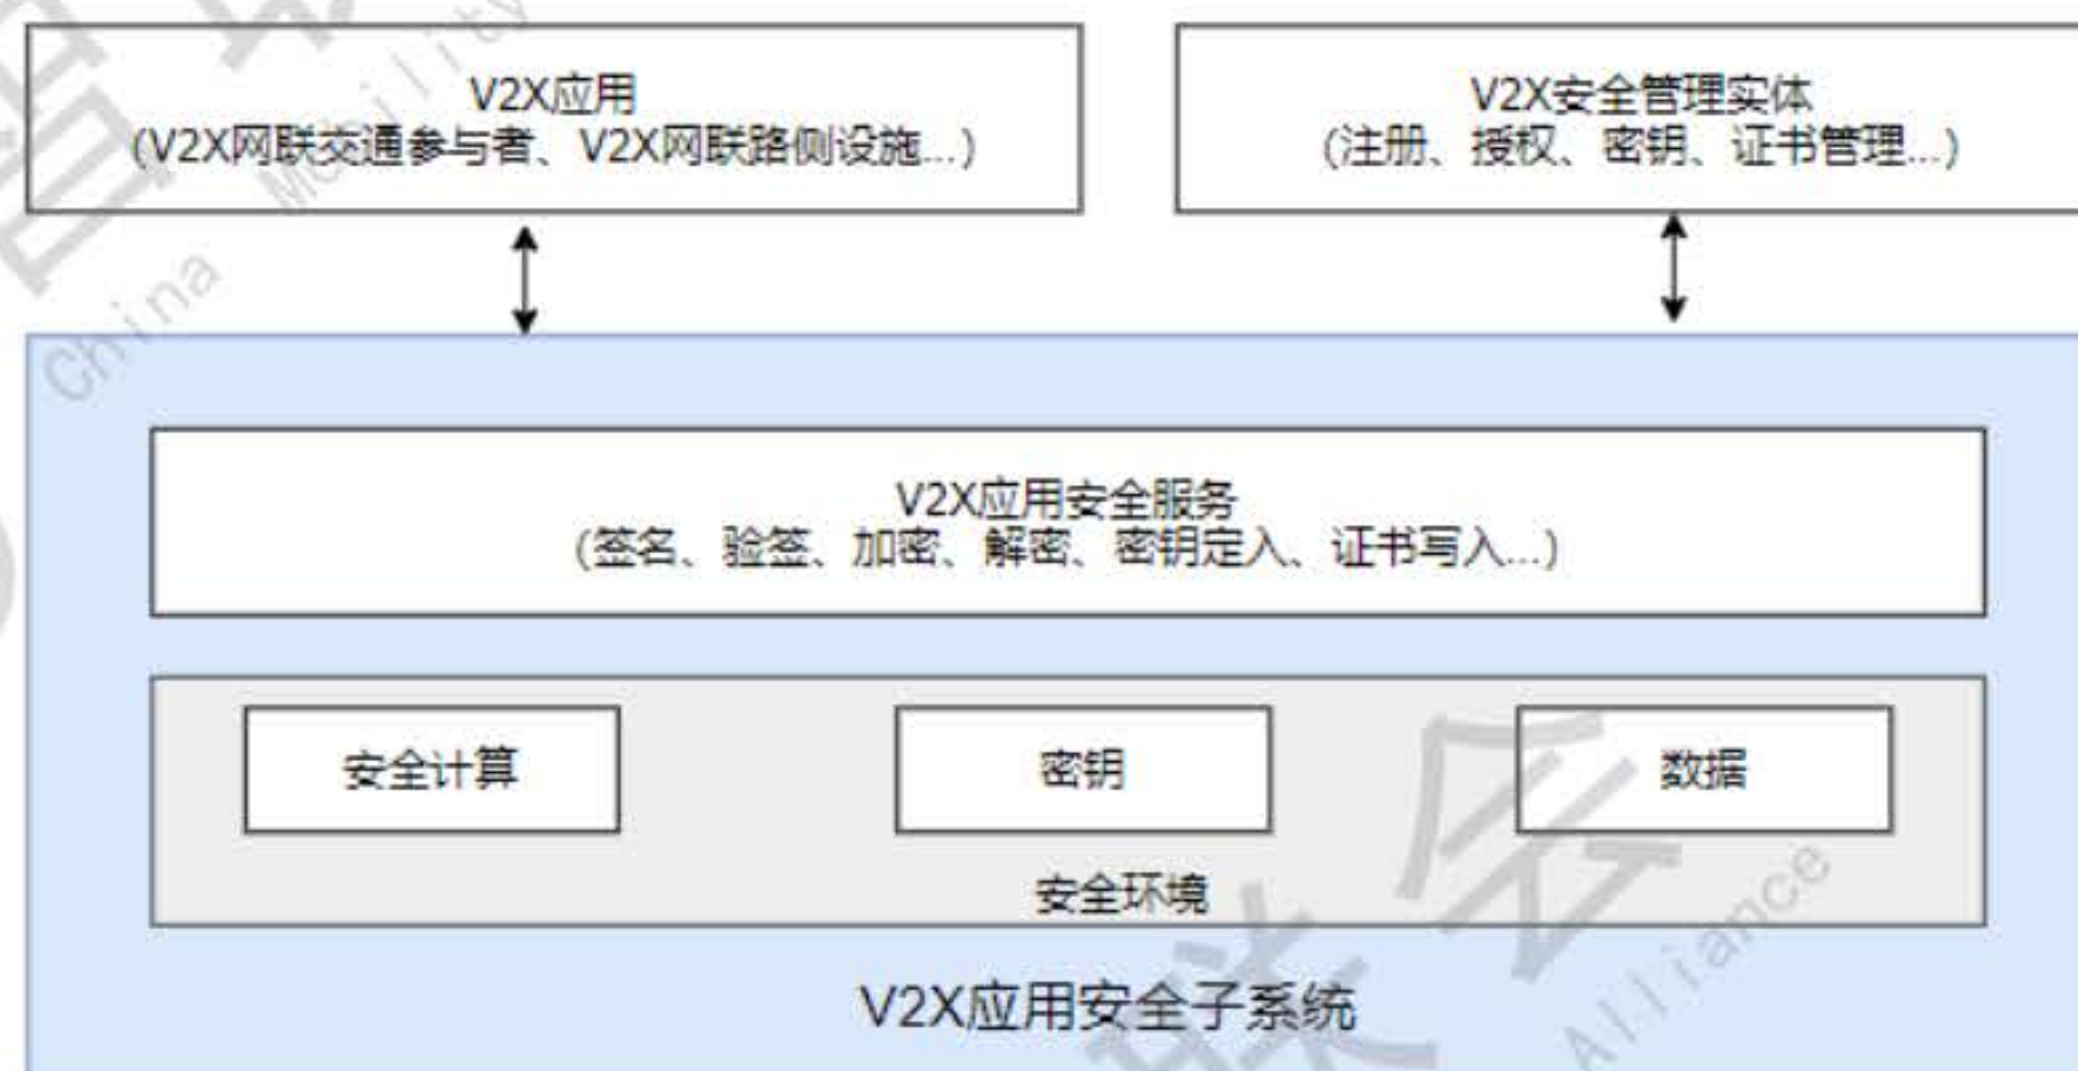 V2X应用
(V2X网联交通参与者、V2X网联路侧设施...)
V2X安全管理实体
(注册、授权、密钥、证书管理...)
V2X应用安全服务
(签名、验签、加密、解密、密钥定入、证书写入...)
安全计算
密钥
数据
安全环境
V2X应用安全子系统
China
Mobility
Alliance